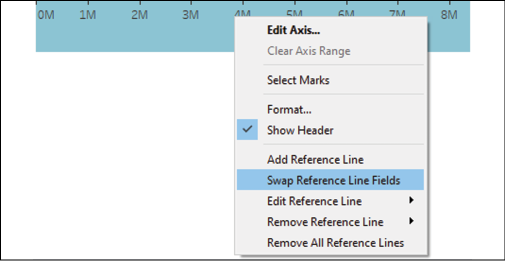 0M 1M 2M 3M 4M 5M 6M 7M 8M
Edit Axis...
Clear Axis Range
Select Marks
Format...
Show Header
Add Reference Line
Swap Reference Line Fields
Edit Reference Line
Remove Reference Line
Remove All Reference Lines